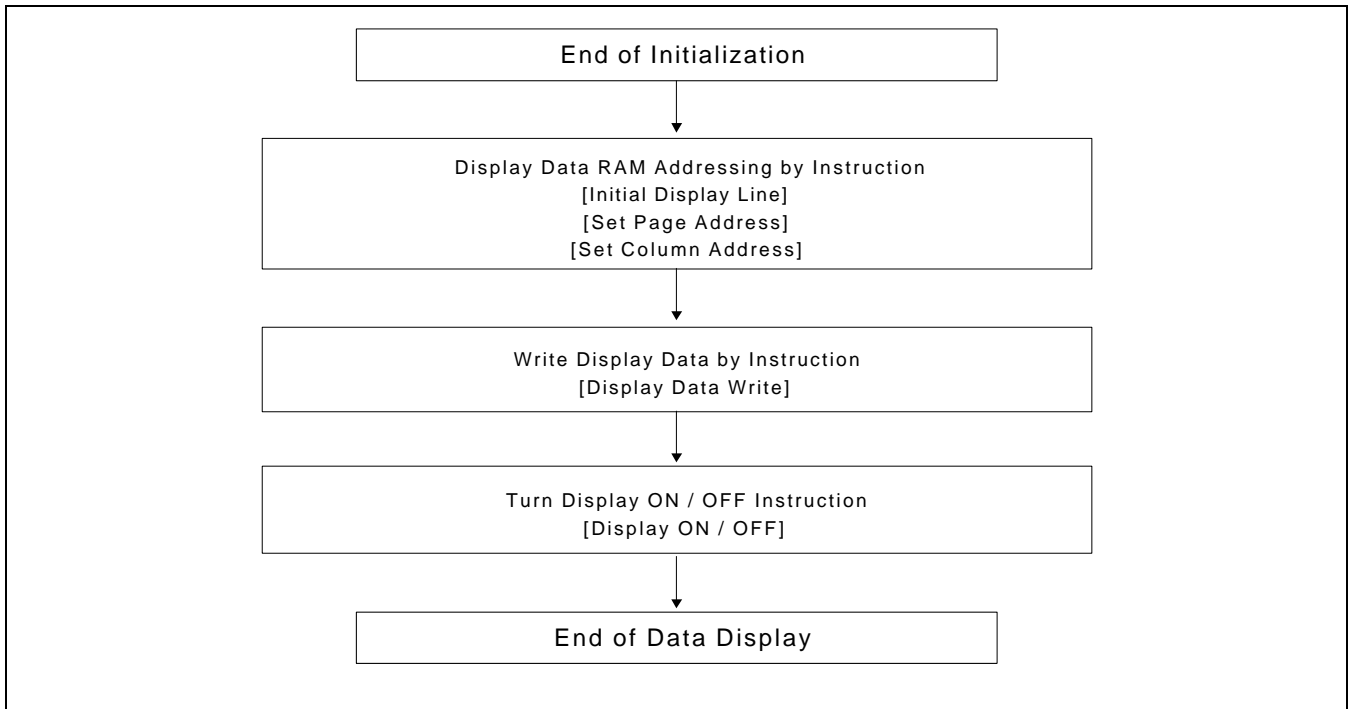 End of Initialization
Display Data RAM Addressing by Instruction
[Initial Display Line]
[Set Page Address]
[Set Column Address]
Write Display Data by Instruction
[Display Data Write]
Turn Display ON / OFF Instruction
[Display ON / OFF]
End of Data Display